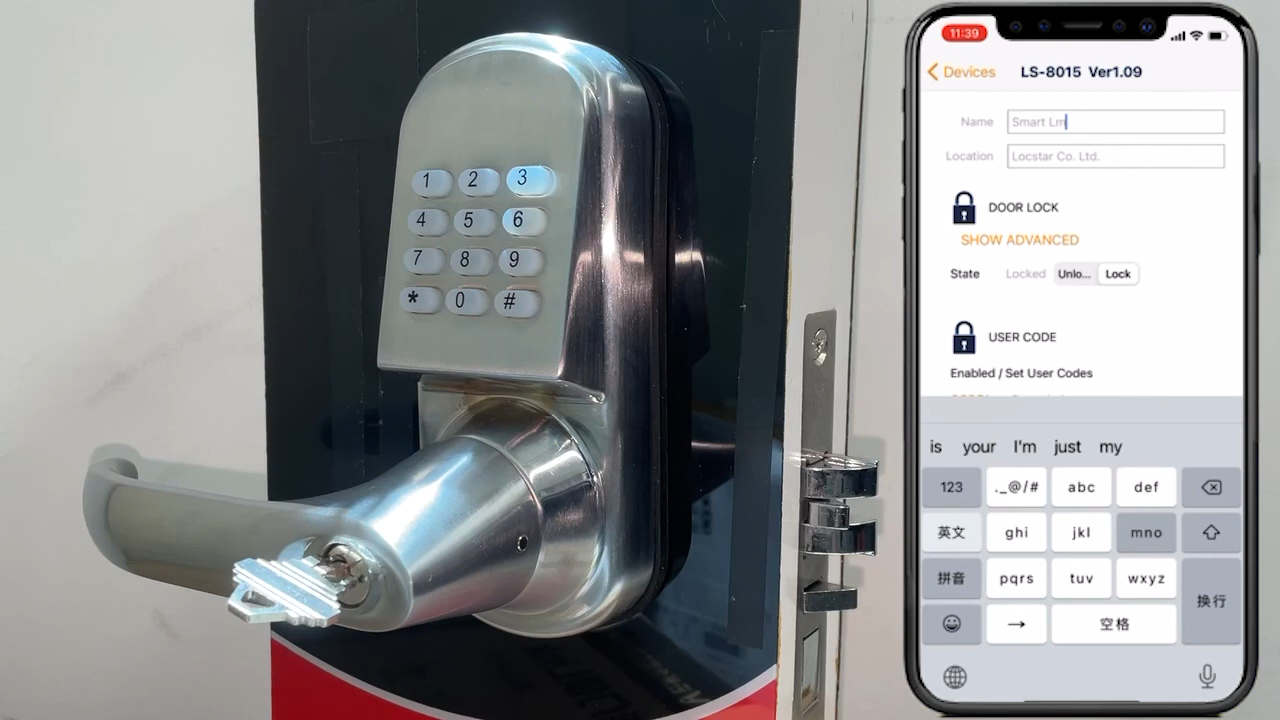 1 2 3
4 5 6
7 8 9
* 0 #
11:39
Devices LS-8015 Ver1.09
Name Smart Lm
Location Locstar Co. Ltd.
DOOR LOCK
SHOW ADVANCED
State Locked Unlo... Lock
USER CODE
Enabled / Set User Codes
is your I'm just my
123 ._@/# abc def
英文 ghi jkl mno
拼音 pqrs tuv wxyz 换行
→ 空格